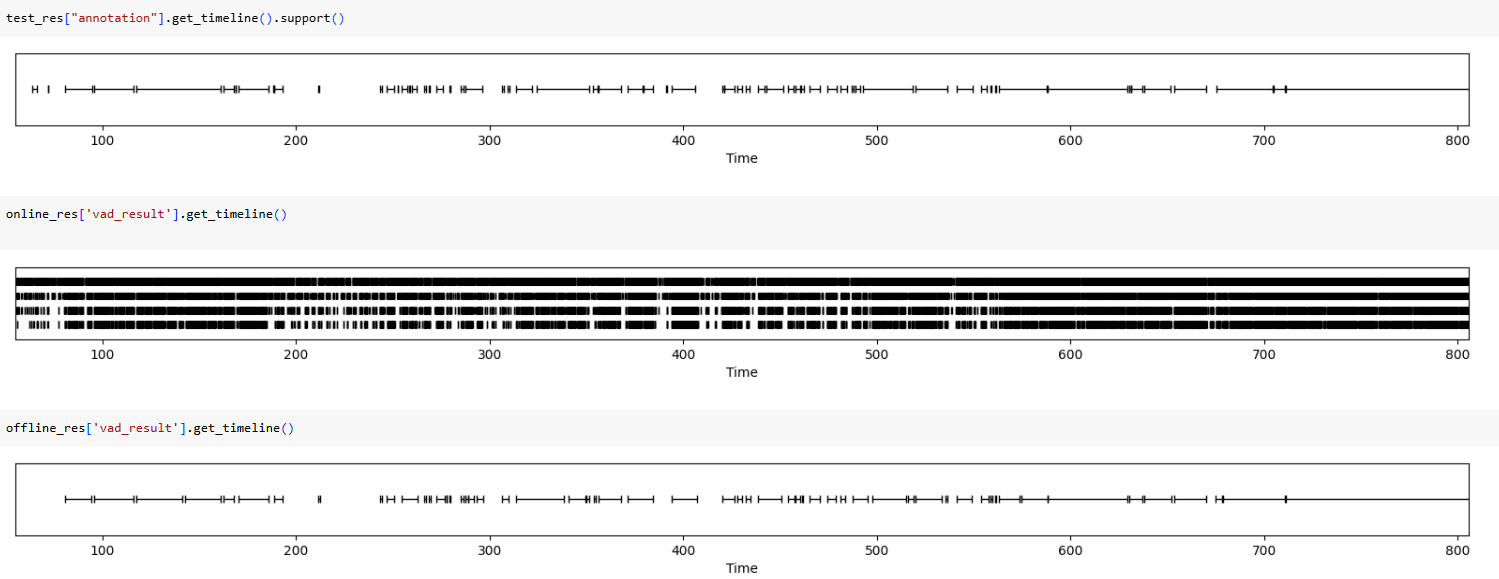 test_res["annotation"].get_timeline().support()
100 200 300 400 500 600 700 800
Time
online_res['vad_result'].get_timeline()
100 200 300 400 500 600 700 800
Time
offline_res['vad_result'].get_timeline()
100 200 300 400 500 600 700 800
Time